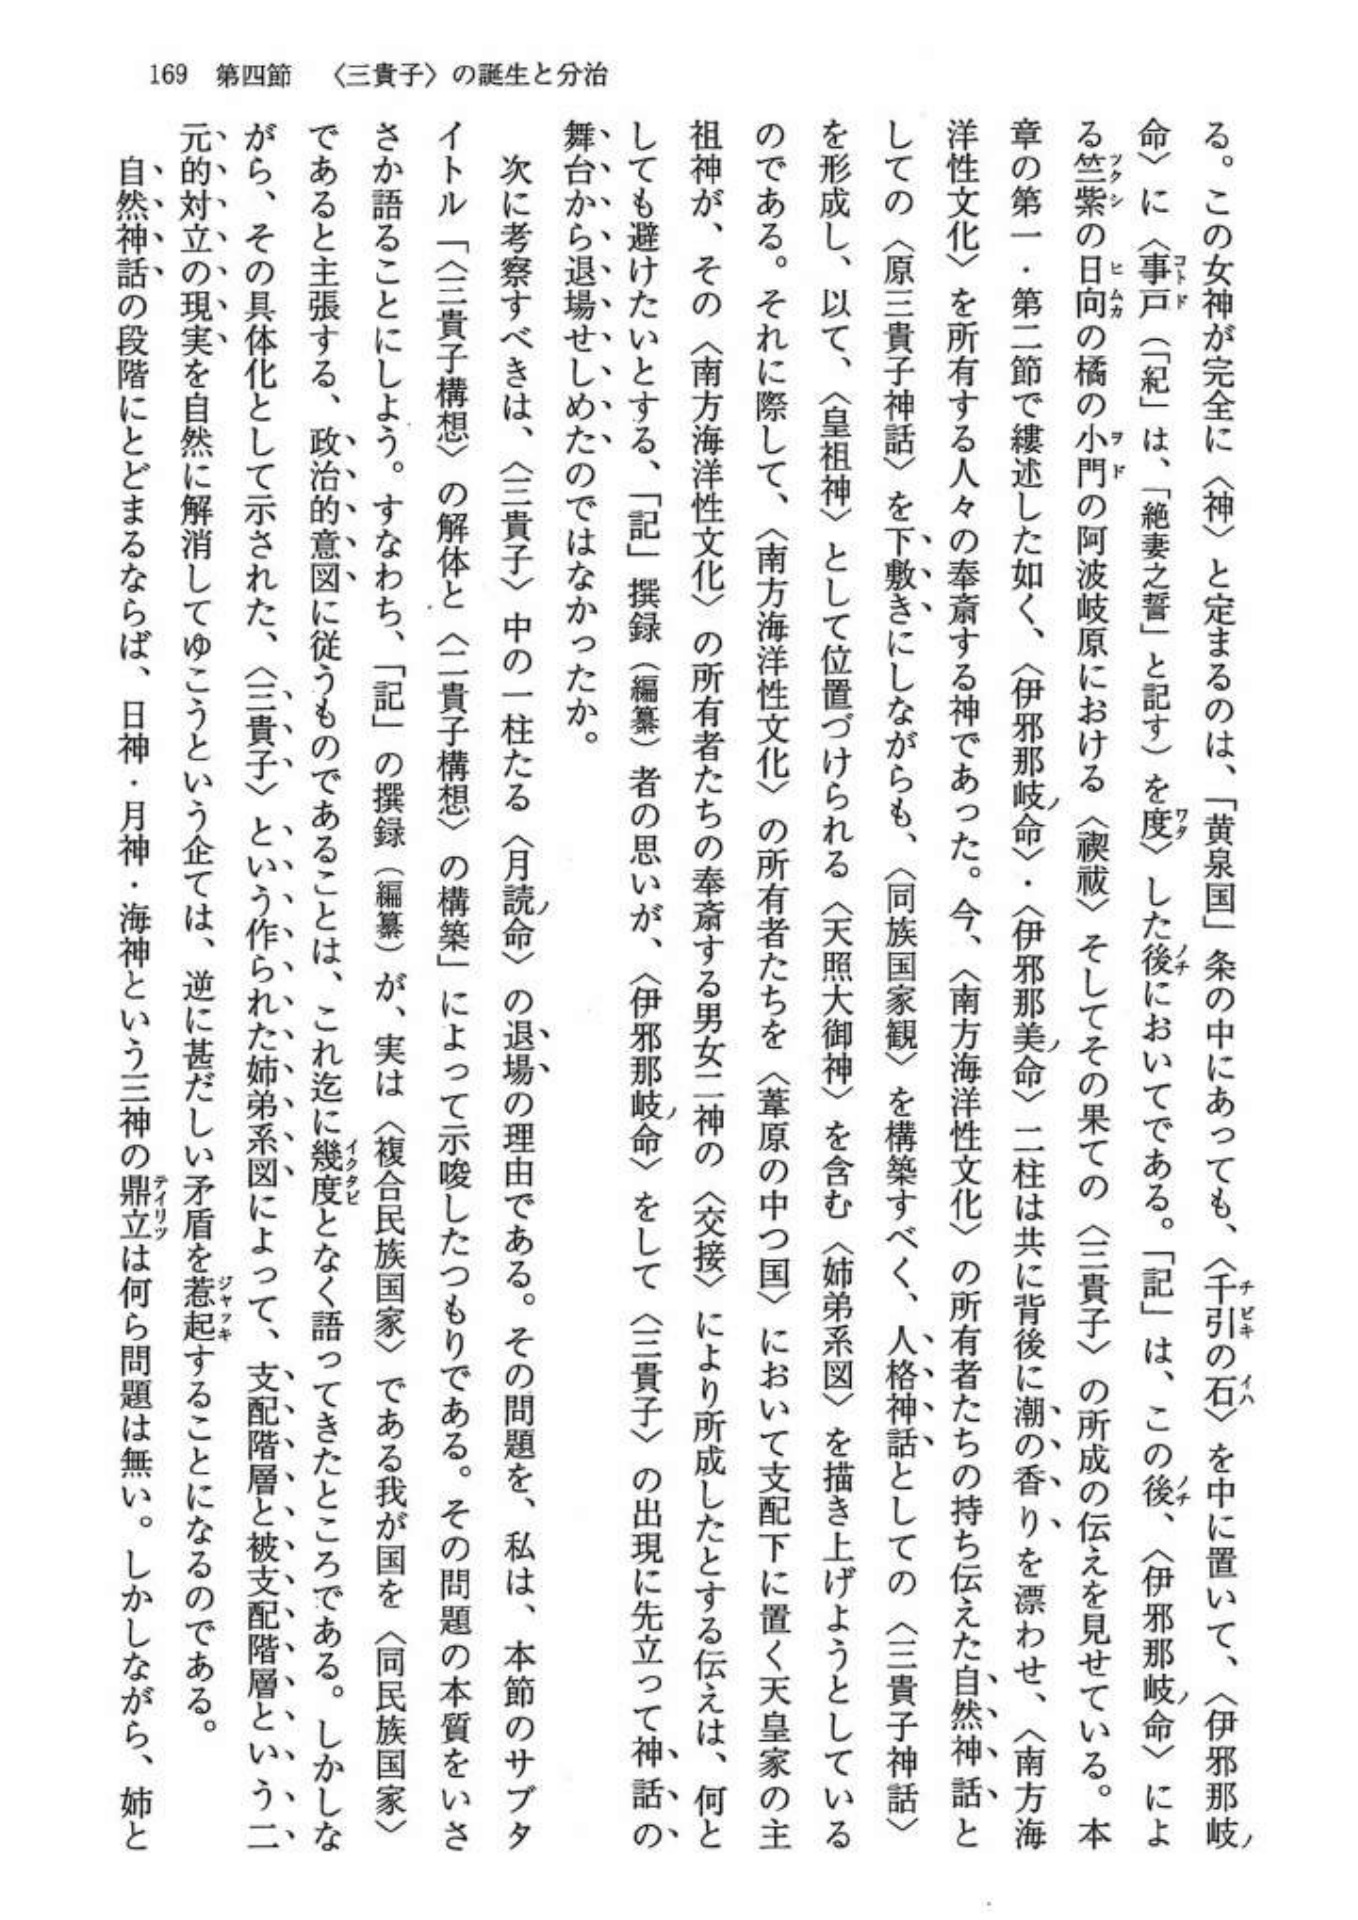 169　第四節　〈三貴子〉の誕生と分治
る。この女神が完全に〈神〉と定まるのは、「黄泉国」条の中にあっても、〈千引の石〉を中に置いて、〈伊邪那岐ノ
命〉に〈事戸（「紀」は、「絶妻之誓」と記す）を度〉した後においてである。「記」は、この後、〈伊邪那岐ノ命〉によ
る竺紫の日向の橘の小門の阿波岐原における〈禊祓〉そしてその果ての〈三貴子〉の所成の伝えを見せている。本
章の第一・第二節で縷述した如く、〈伊邪那岐ノ命〉・〈伊邪那美ノ命〉二柱は共に背後に潮の香りを漂わせ、〈南方海
洋性文化〉を所有する人々の奉斎する神であった。今、〈南方海洋性文化〉の所有者たちの持ち伝えた自然神話と
しての〈原三貴子神話〉を下敷きにしながらも、〈同族国家観〉を構築すべく、人格神話としての〈三貴子神話〉
を形成し、以て、〈皇祖神〉として位置づけられる〈天照大御神〉を含む〈姉弟系図〉を描き上げようとしている
のである。それに際して、〈南方海洋性文化〉の所有者たちを〈葦原の中つ国〉において支配下に置く天皇家の主
祖神が、その〈南方海洋性文化〉の所有者たちの奉斎する男女二神の〈交接〉により所成したとする伝えは、何と
しても避けたいとする、「記」撰録（編纂）者の思いが、〈伊邪那岐ノ命〉をして〈三貴子〉の出現に先立って神話の
舞台から退場せしめたのではなかったか。
次に考察すべきは、〈三貴子〉中の一柱たる〈月読ノ命〉の退場の理由である。その問題を、私は、本節のサブタ
イトル「〈三貴子構想〉の解体と〈二貴子構想〉の構築」によって示唆したつもりである。その問題の本質をいさ
さか語ることにしよう。すなわち、「記」の撰録（編纂）が、実は〈複合民族国家〉である我が国を〈同民族国家〉
であると主張する、政治的意図に従うものであることは、これ迄に幾度となく語ってきたところである。しかしな
がら、その具体化として示された、〈三貴子〉という作られた姉弟系図によって、支配階層と被支配階層という二
元的対立の現実を自然に解消してゆこうという企ては、逆に甚だしい矛盾を惹起することになるのである。
自然神話の段階にとどまるならば、日神・月神・海神という三神の鼎立は何ら問題は無い。しかしながら、姉と